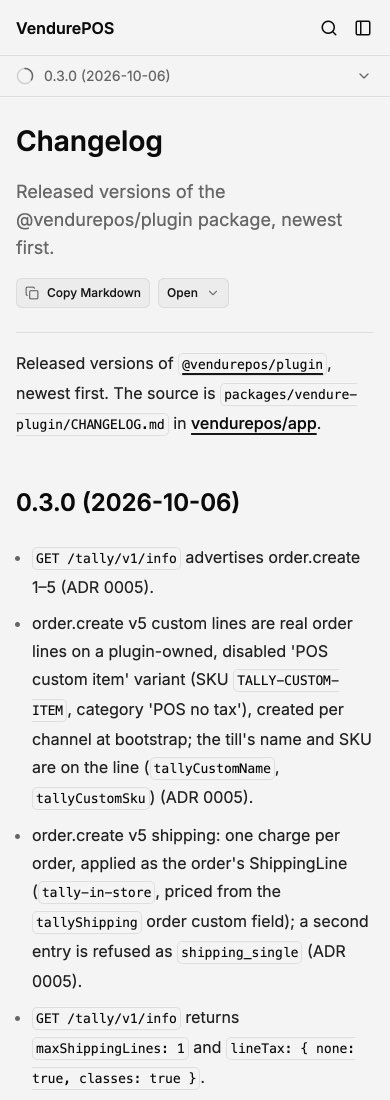 VendurePOS
0.3.0 (2026-10-06)
Changelog
Released versions of the
@vendurepos/plugin package, newest
first.
Copy Markdown Open
Released versions of @vendurepos/plugin,
newest first. The source is packages/vendure-
plugin/CHANGELOG.md in vendurepos/app.
0.3.0 (2026-10-06)
• GET /tally/v1/info advertises order.create
1–5 (ADR 0005).
• order.create v5 custom lines are real order
lines on a plugin-owned, disabled 'POS
custom item' variant (SKU TALLY-CUSTOM-
ITEM, category 'POS no tax'), created per
channel at bootstrap; the till's name and SKU
are on the line (tallyCustomName,
tallyCustomSku) (ADR 0005).
• order.create v5 shipping: one charge per
order, applied as the order's ShippingLine
(tally-in-store, priced from the
tallyShipping order custom field); a second
entry is refused as shipping_single (ADR
0005).
• GET /tally/v1/info returns
maxShippingLines: 1 and lineTax: { none:
true, classes: true }.